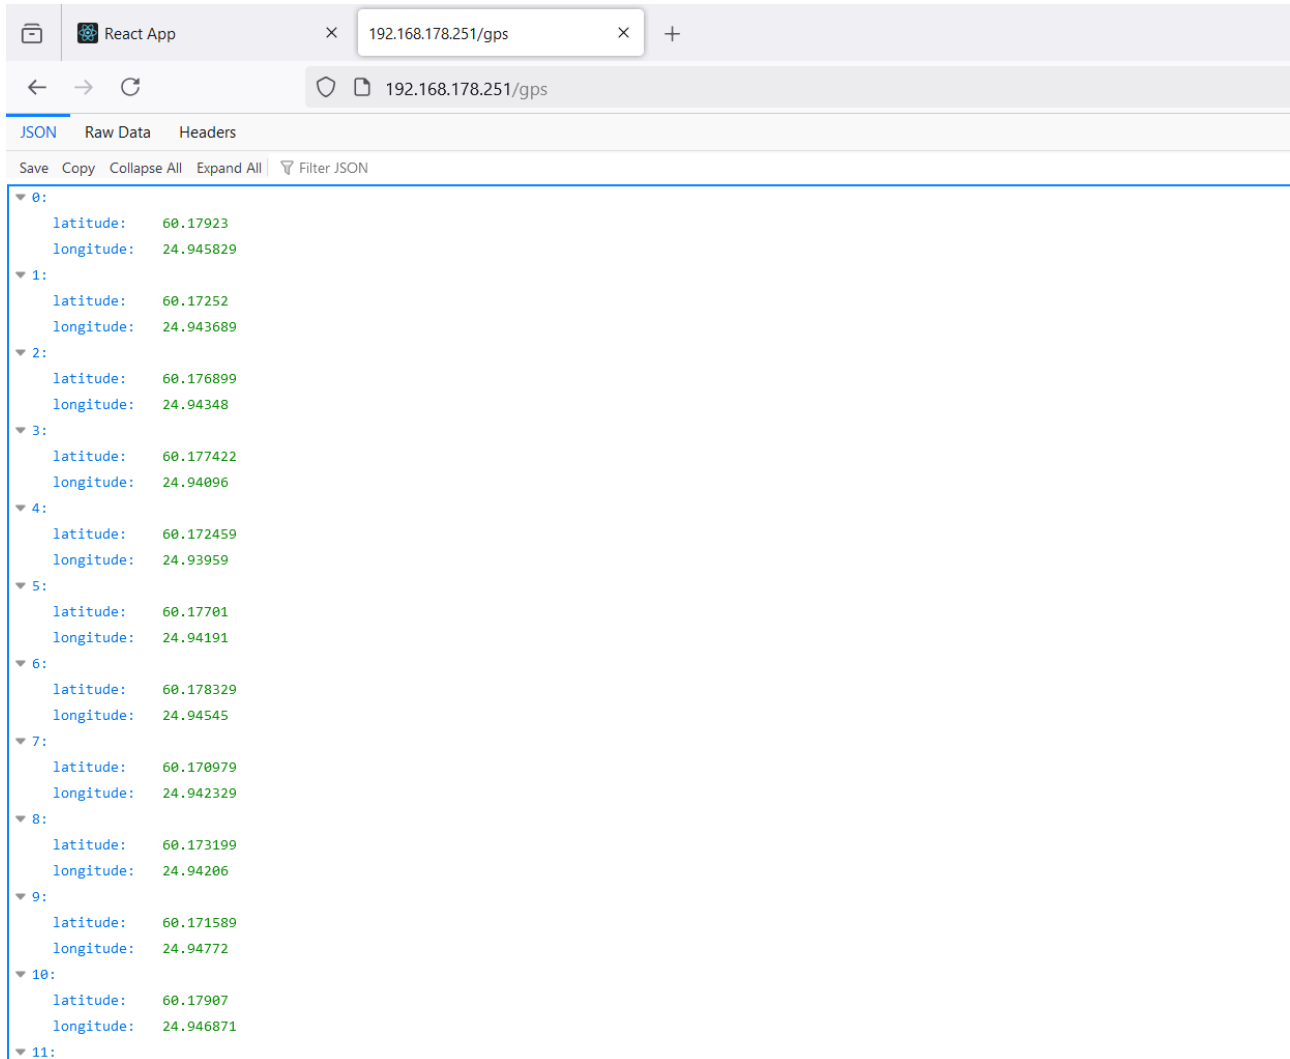 React App
192.168.178.251/gps
192.168.178.251/gps
JSON Raw Data Headers
Save Copy Collapse All Expand All Filter JSON
0:
latitude: 60.17923
longitude: 24.945829
1:
latitude: 60.17252
longitude: 24.943689
2:
latitude: 60.176899
longitude: 24.94348
3:
latitude: 60.177422
longitude: 24.94096
4:
latitude: 60.172459
longitude: 24.93959
5:
latitude: 60.17701
longitude: 24.94191
6:
latitude: 60.178329
longitude: 24.94545
7:
latitude: 60.170979
longitude: 24.942329
8:
latitude: 60.173199
longitude: 24.94206
9:
latitude: 60.171589
longitude: 24.94772
10:
latitude: 60.17907
longitude: 24.946871
11: